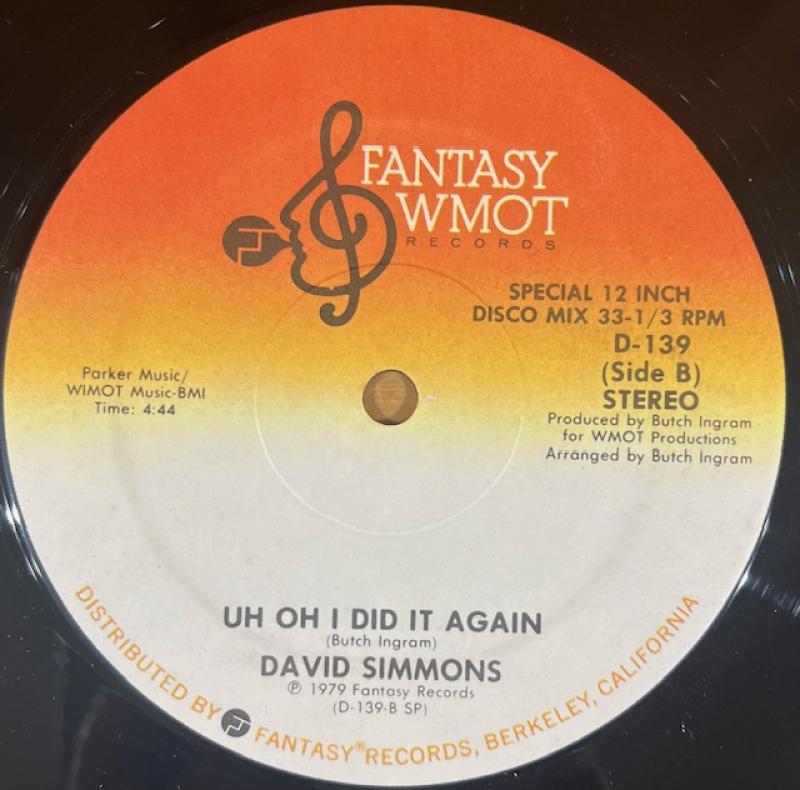 FANTASY
WMOT
RECORDS
SPECIAL 12 INCH
DISCO MIX 33-1/3 RPM
D-139
(Side B)
STEREO
Produced by Butch Ingram
for WMOT Productions
Arranged by Butch Ingram
Parker Music/
WIMOT Music-BMI
Time: 4:44
UH OH I DID IT AGAIN
(Butch Ingram)
DAVID SIMMONS
℗ 1979 Fantasy Records
(D-139-B SP)
DISTRIBUTED BY FANTASY® RECORDS, BERKELEY, CALIFORNIA